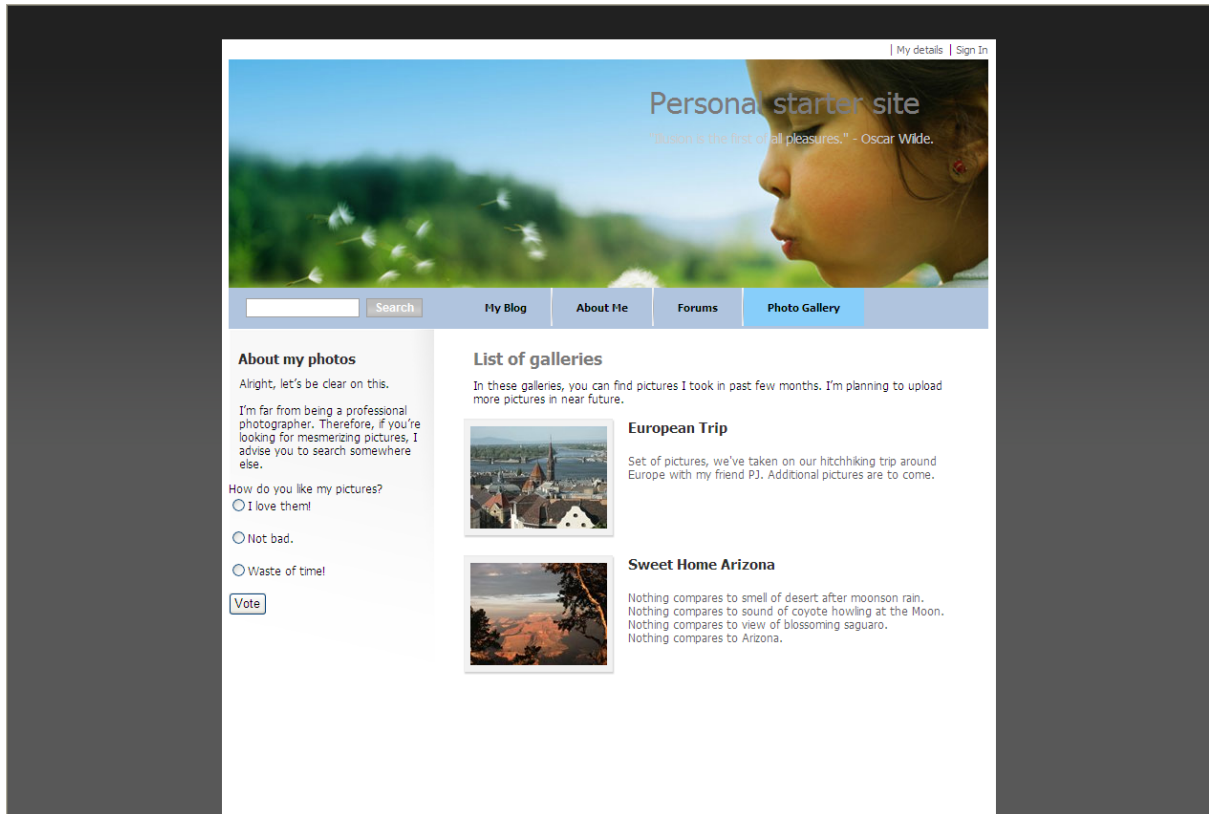 My details Sign In
Personal starter site
"Illusion is the first of all pleasures." - Oscar Wilde.
Search
My Blog
About Me
Forums
Photo Gallery
About my photos
Alright, let's be clear on this.
I'm far from being a professional
photographer. Therefore, if you're
looking for mesmerizing pictures, I
advise you to search somewhere
else.
How do you like my pictures?
I love them!
Not bad.
Waste of time!
Vote
List of galleries
In these galleries, you can find pictures I took in past few months. I'm planning to upload
more pictures in near future.
European Trip
Set of pictures, we've taken on our hitchhiking trip around
Europe with my friend PJ. Additional pictures are to come.
Sweet Home Arizona
Nothing compares to smell of desert after moonson rain.
Nothing compares to sound of coyote howling at the Moon.
Nothing compares to view of blossoming saguaro.
Nothing compares to Arizona.